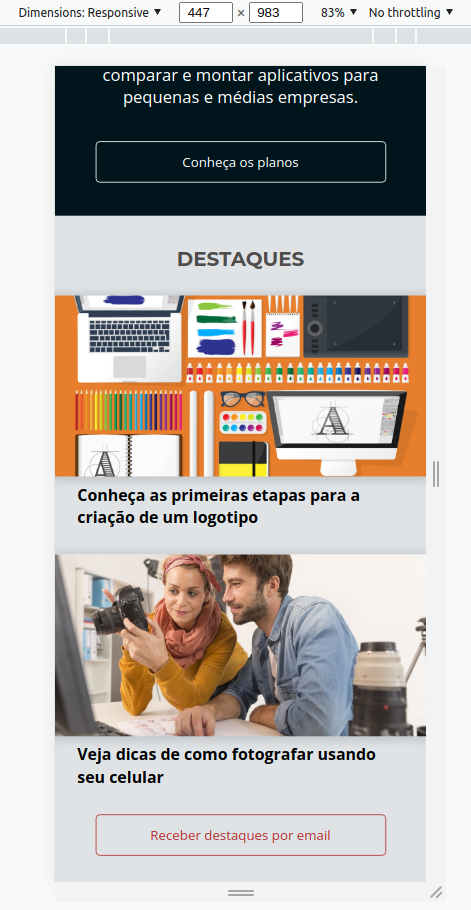 Dimensions: Responsive ▼ 447 × 983 83% ▼ No throttling ▼
comparar e montar aplicativos para
pequenas e médias empresas.
Conheça os planos
DESTAQUES
A
A
Conheça as primeiras etapas para a
criação de um logotipo
Veja dicas de como fotografar usando
seu celular
Receber destaques por email